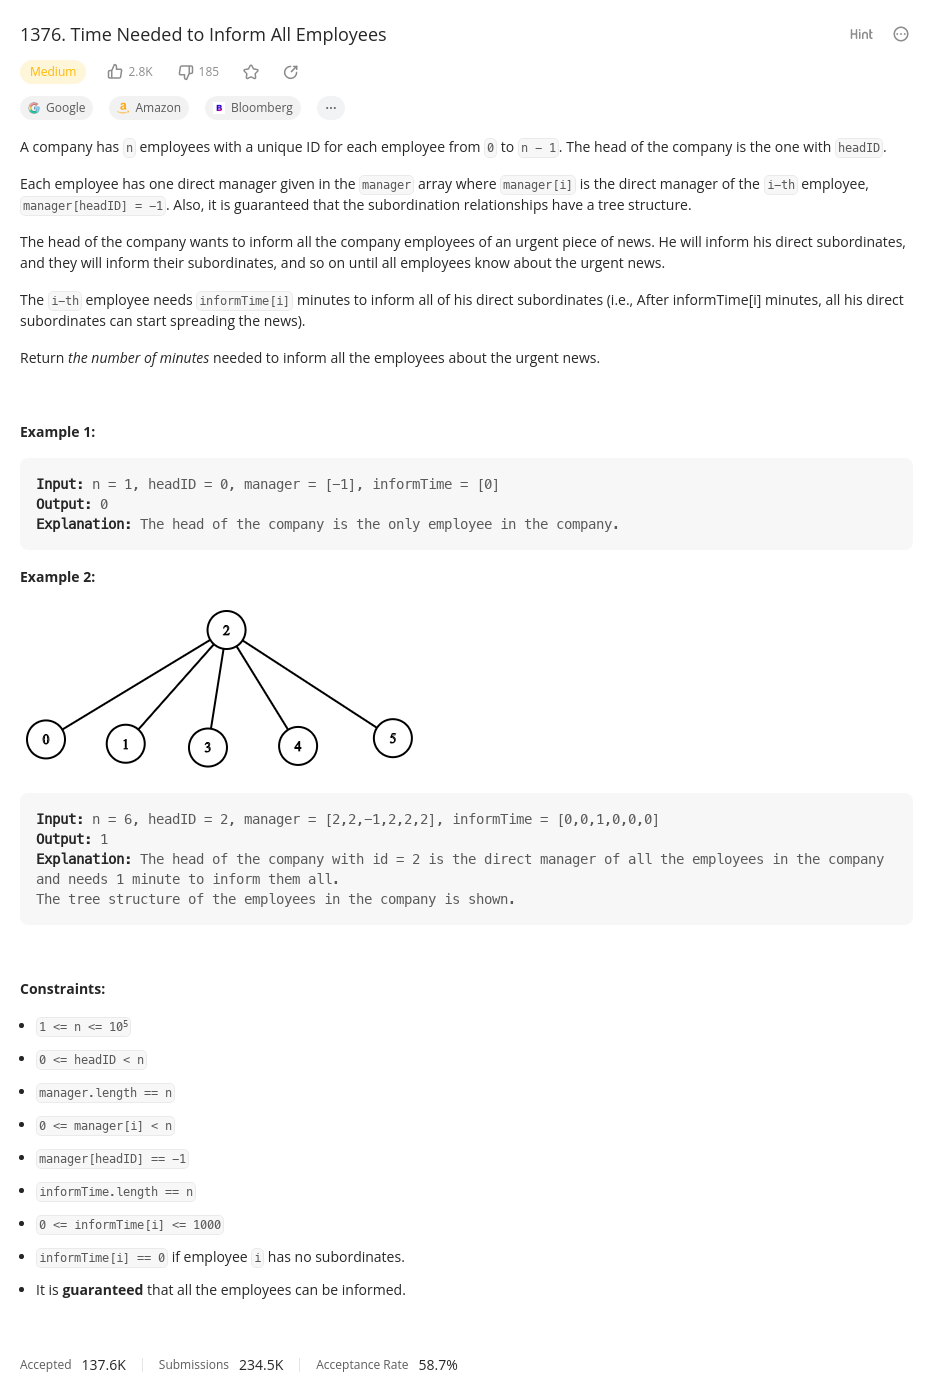 1376. Time Needed to Inform All Employees
Hint
Medium
2.8K
185
Google
Amazon
Bloomberg
A company has n employees with a unique ID for each employee from 0 to n - 1. The head of the company is the one with headID.
Each employee has one direct manager given in the manager array where manager[i] is the direct manager of the i-th employee,
manager[headID] = -1. Also, it is guaranteed that the subordination relationships have a tree structure.
The head of the company wants to inform all the company employees of an urgent piece of news. He will inform his direct subordinates,
and they will inform their subordinates, and so on until all employees know about the urgent news.
The i-th employee needs informTime[i] minutes to inform all of his direct subordinates (i.e., After informTime[i] minutes, all his direct
subordinates can start spreading the news).
Return the number of minutes needed to inform all the employees about the urgent news.
Example 1:
Input: n = 1, headID = 0, manager = [-1], informTime = [0]
Output: 0
Explanation: The head of the company is the only employee in the company.
Example 2:
2
0 1 3 4 5
Input: n = 6, headID = 2, manager = [2,2,-1,2,2,2], informTime = [0,0,1,0,0,0]
Output: 1
Explanation: The head of the company with id = 2 is the direct manager of all the employees in the company
and needs 1 minute to inform them all.
The tree structure of the employees in the company is shown.
Constraints:
• 1 <= n <= 10⁵
• 0 <= headID < n
• manager.length == n
• 0 <= manager[i] < n
• manager[headID] == -1
• informTime.length == n
• 0 <= informTime[i] <= 1000
• informTime[i] == 0 if employee i has no subordinates.
• It is guaranteed that all the employees can be informed.
Accepted 137.6K Submissions 234.5K Acceptance Rate 58.7%